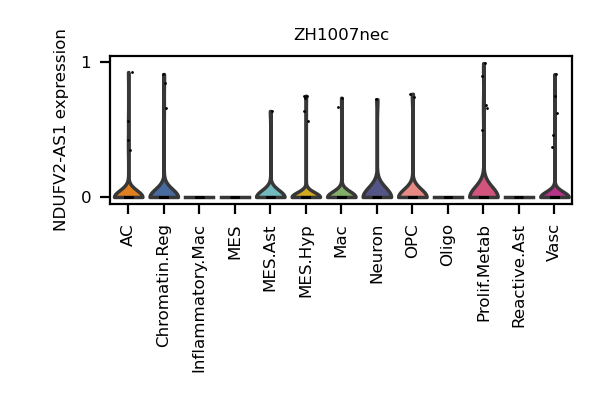 ZH1007nec
NDUFV2-AS1 expression
1
0
AC
Chromatin.Reg
Inflammatory.Mac
MES
MES.Ast
MES.Hyp
Mac
Neuron
OPC
Oligo
Prolif.Metab
Reactive.Ast
Vasc